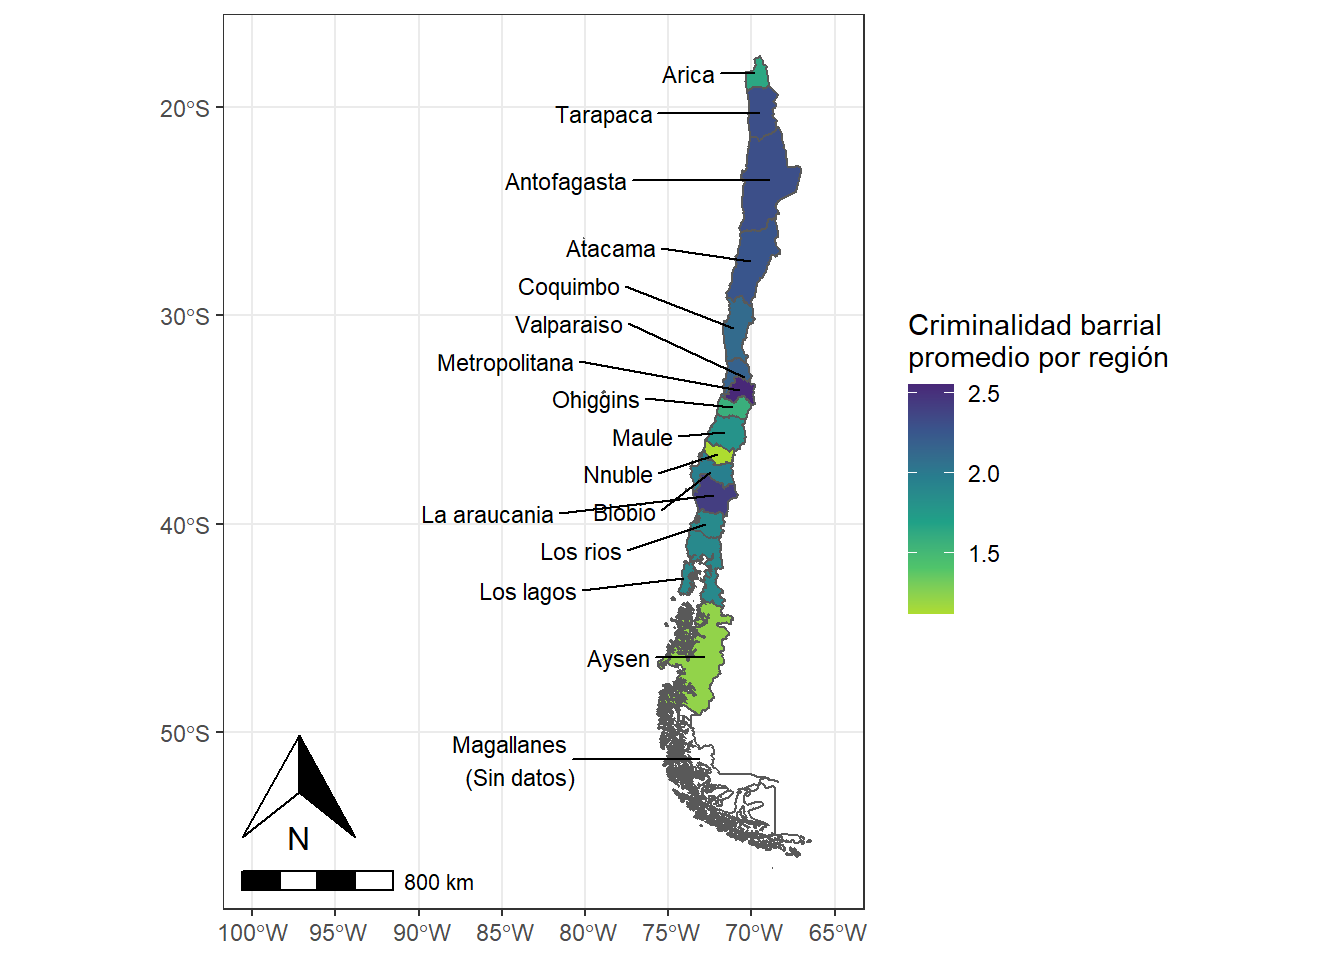 Arica
20°S
Tarapaca
Antofagasta
Atacama
Coquimbo
30°S
Valparaiso
Metropolitana
Ohiggins
Maule
Nnuble
La araucania
Biobio
40°S
Los rios
Los lagos
Aysen
50°S
Magallanes
(Sin datos)
N
800 km
100°W
95°W
90°W
85°W
80°W
75°W
70°W
65°W
Criminalidad barrial
promedio por región
2.5
2.0
1.5